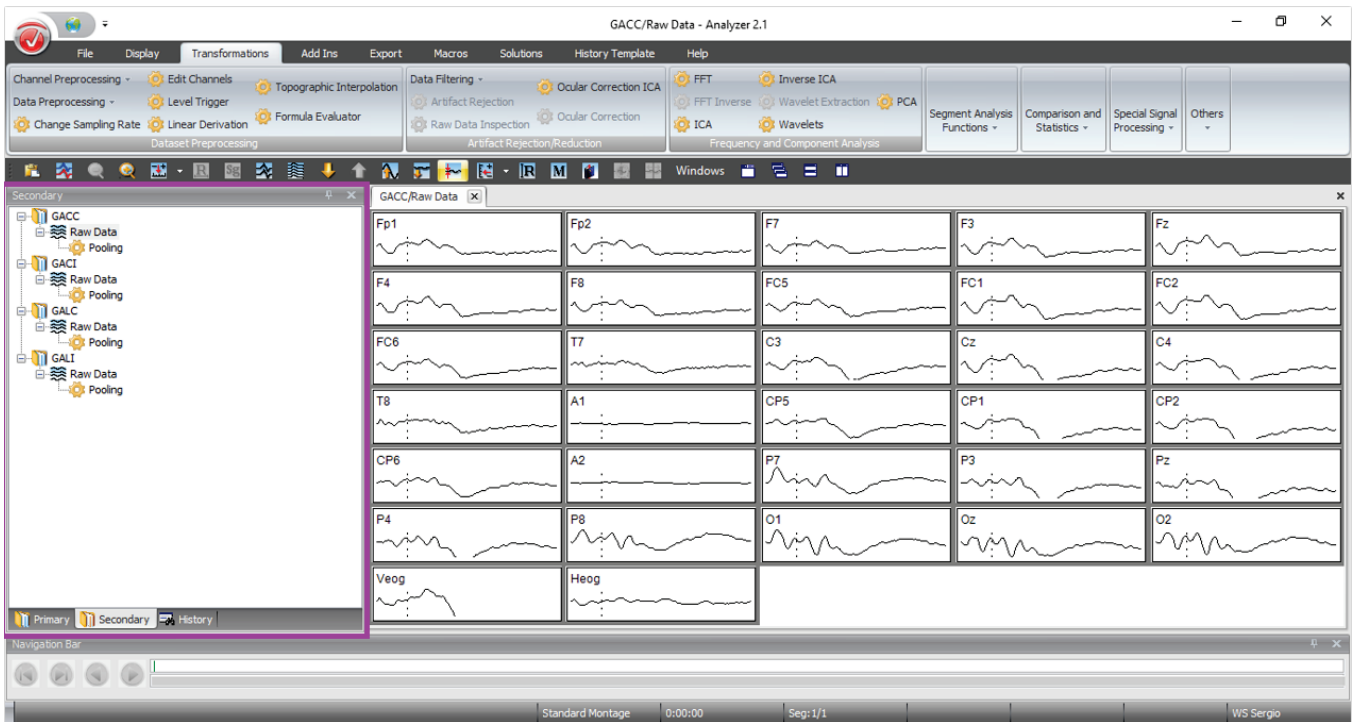 GACC/Raw Data - Analyzer 2.1
File Display Transformations Add Ins Export Macros Solutions History Template Help
Channel Preprocessing Edit Channels Topographic Interpolation Data Filtering Ocular Correction ICA FFT Inverse ICA
Data Preprocessing Level Trigger Formula Evaluator Artifact Rejection Ocular Correction FFT Inverse Wavelet Extraction PCA
Change Sampling Rate Linear Derivation Raw Data Inspection ICA Wavelets
Segment Analysis Functions Comparison and Statistics Special Signal Processing Others
Dataset Preprocessing Artifact Rejection/Reduction Frequency and Component Analysis
R Sg R M Windows
Secondary
GACC
Raw Data
Pooling
GACI
Raw Data
Pooling
GALC
Raw Data
Pooling
GALI
Raw Data
Pooling
Primary Secondary History
GACC/Raw Data
Fp1 Fp2 F7 F3 Fz
F4 F8 FC5 FC1 FC2
FC6 T7 C3 Cz C4
T8 A1 CP5 CP1 CP2
CP6 A2 P7 P3 Pz
P4 P8 O1 Oz O2
Veog Heog
Navigation Bar
Standard Montage 0:00:00 Seg: 1/1 WS Sergio